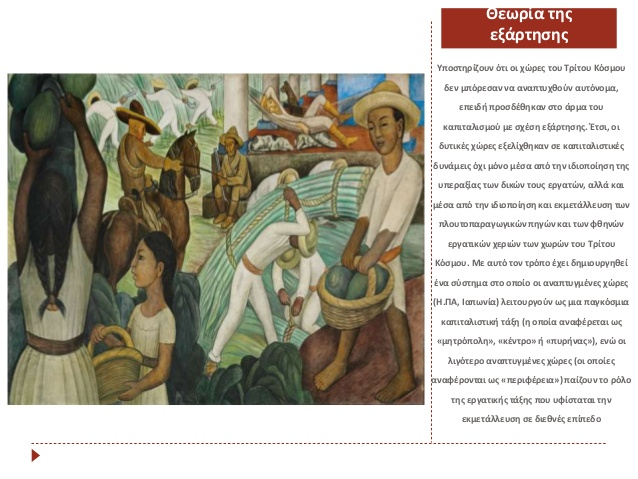 Θεωρία της
εξάρτησης
Υποστηρίζουν ότι οι χώρες του Τρίτου Κόσμου
δεν μπόρεσαν να αναπτυχθούν αυτόνομα,
επειδή προσδέθηκαν στο άρμα του
καπιταλισμού με σχέση εξάρτησης. Έτσι, οι
δυτικές χώρες εξελίχθηκαν σε καπιταλιστικές
δυνάμεις όχι μόνο μέσα από την ιδιοποίηση της
υπεραξίας των δικών τους εργατών, αλλά και
μέσα από την ιδιοποίηση και εκμετάλλευση των
πλουτοπαραγωγικών πηγών και των φθηνών
εργατικών χεριών των χωρών του Τρίτου
Κόσμου. Με αυτό τον τρόπο έχει δημιουργηθεί
ένα σύστημα στο οποίο οι αναπτυγμένες χώρες
(Η.ΠΑ, Ιαπωνία) λειτουργούν ως μια παγκόσμια
καπιταλιστική τάξη (η οποία αναφέρεται ως
«μητρόπολη», «κέντρο» ή «πυρήνας»), ενώ οι
λιγότερο αναπτυγμένες χώρες (οι οποίες
αναφέρονται ως «περιφέρεια») παίζουν το ρόλο
της εργατικής τάξης που υφίσταται την
εκμετάλλευση σε διεθνές επίπεδο